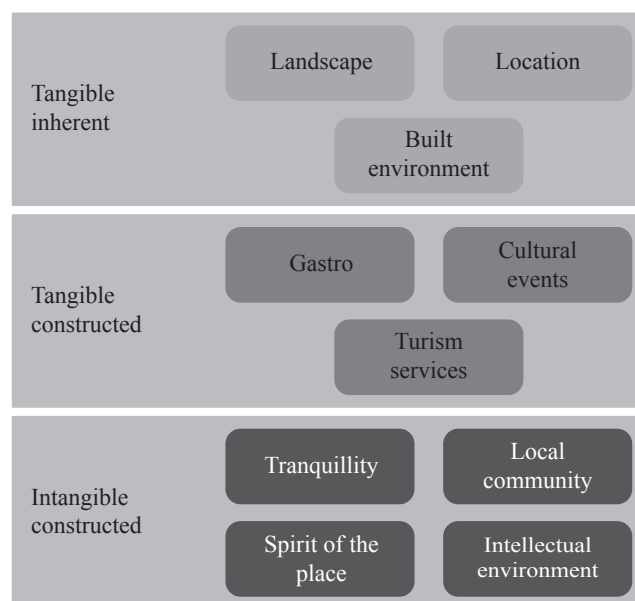 Tangible
inherent
Landscape
Location
Built
environment
Tangible
constructed
Gastro
Cultural
events
Turism
services
Intangible
constructed
Tranquillity
Local
community
Spirit of the
place
Intellectual
environment